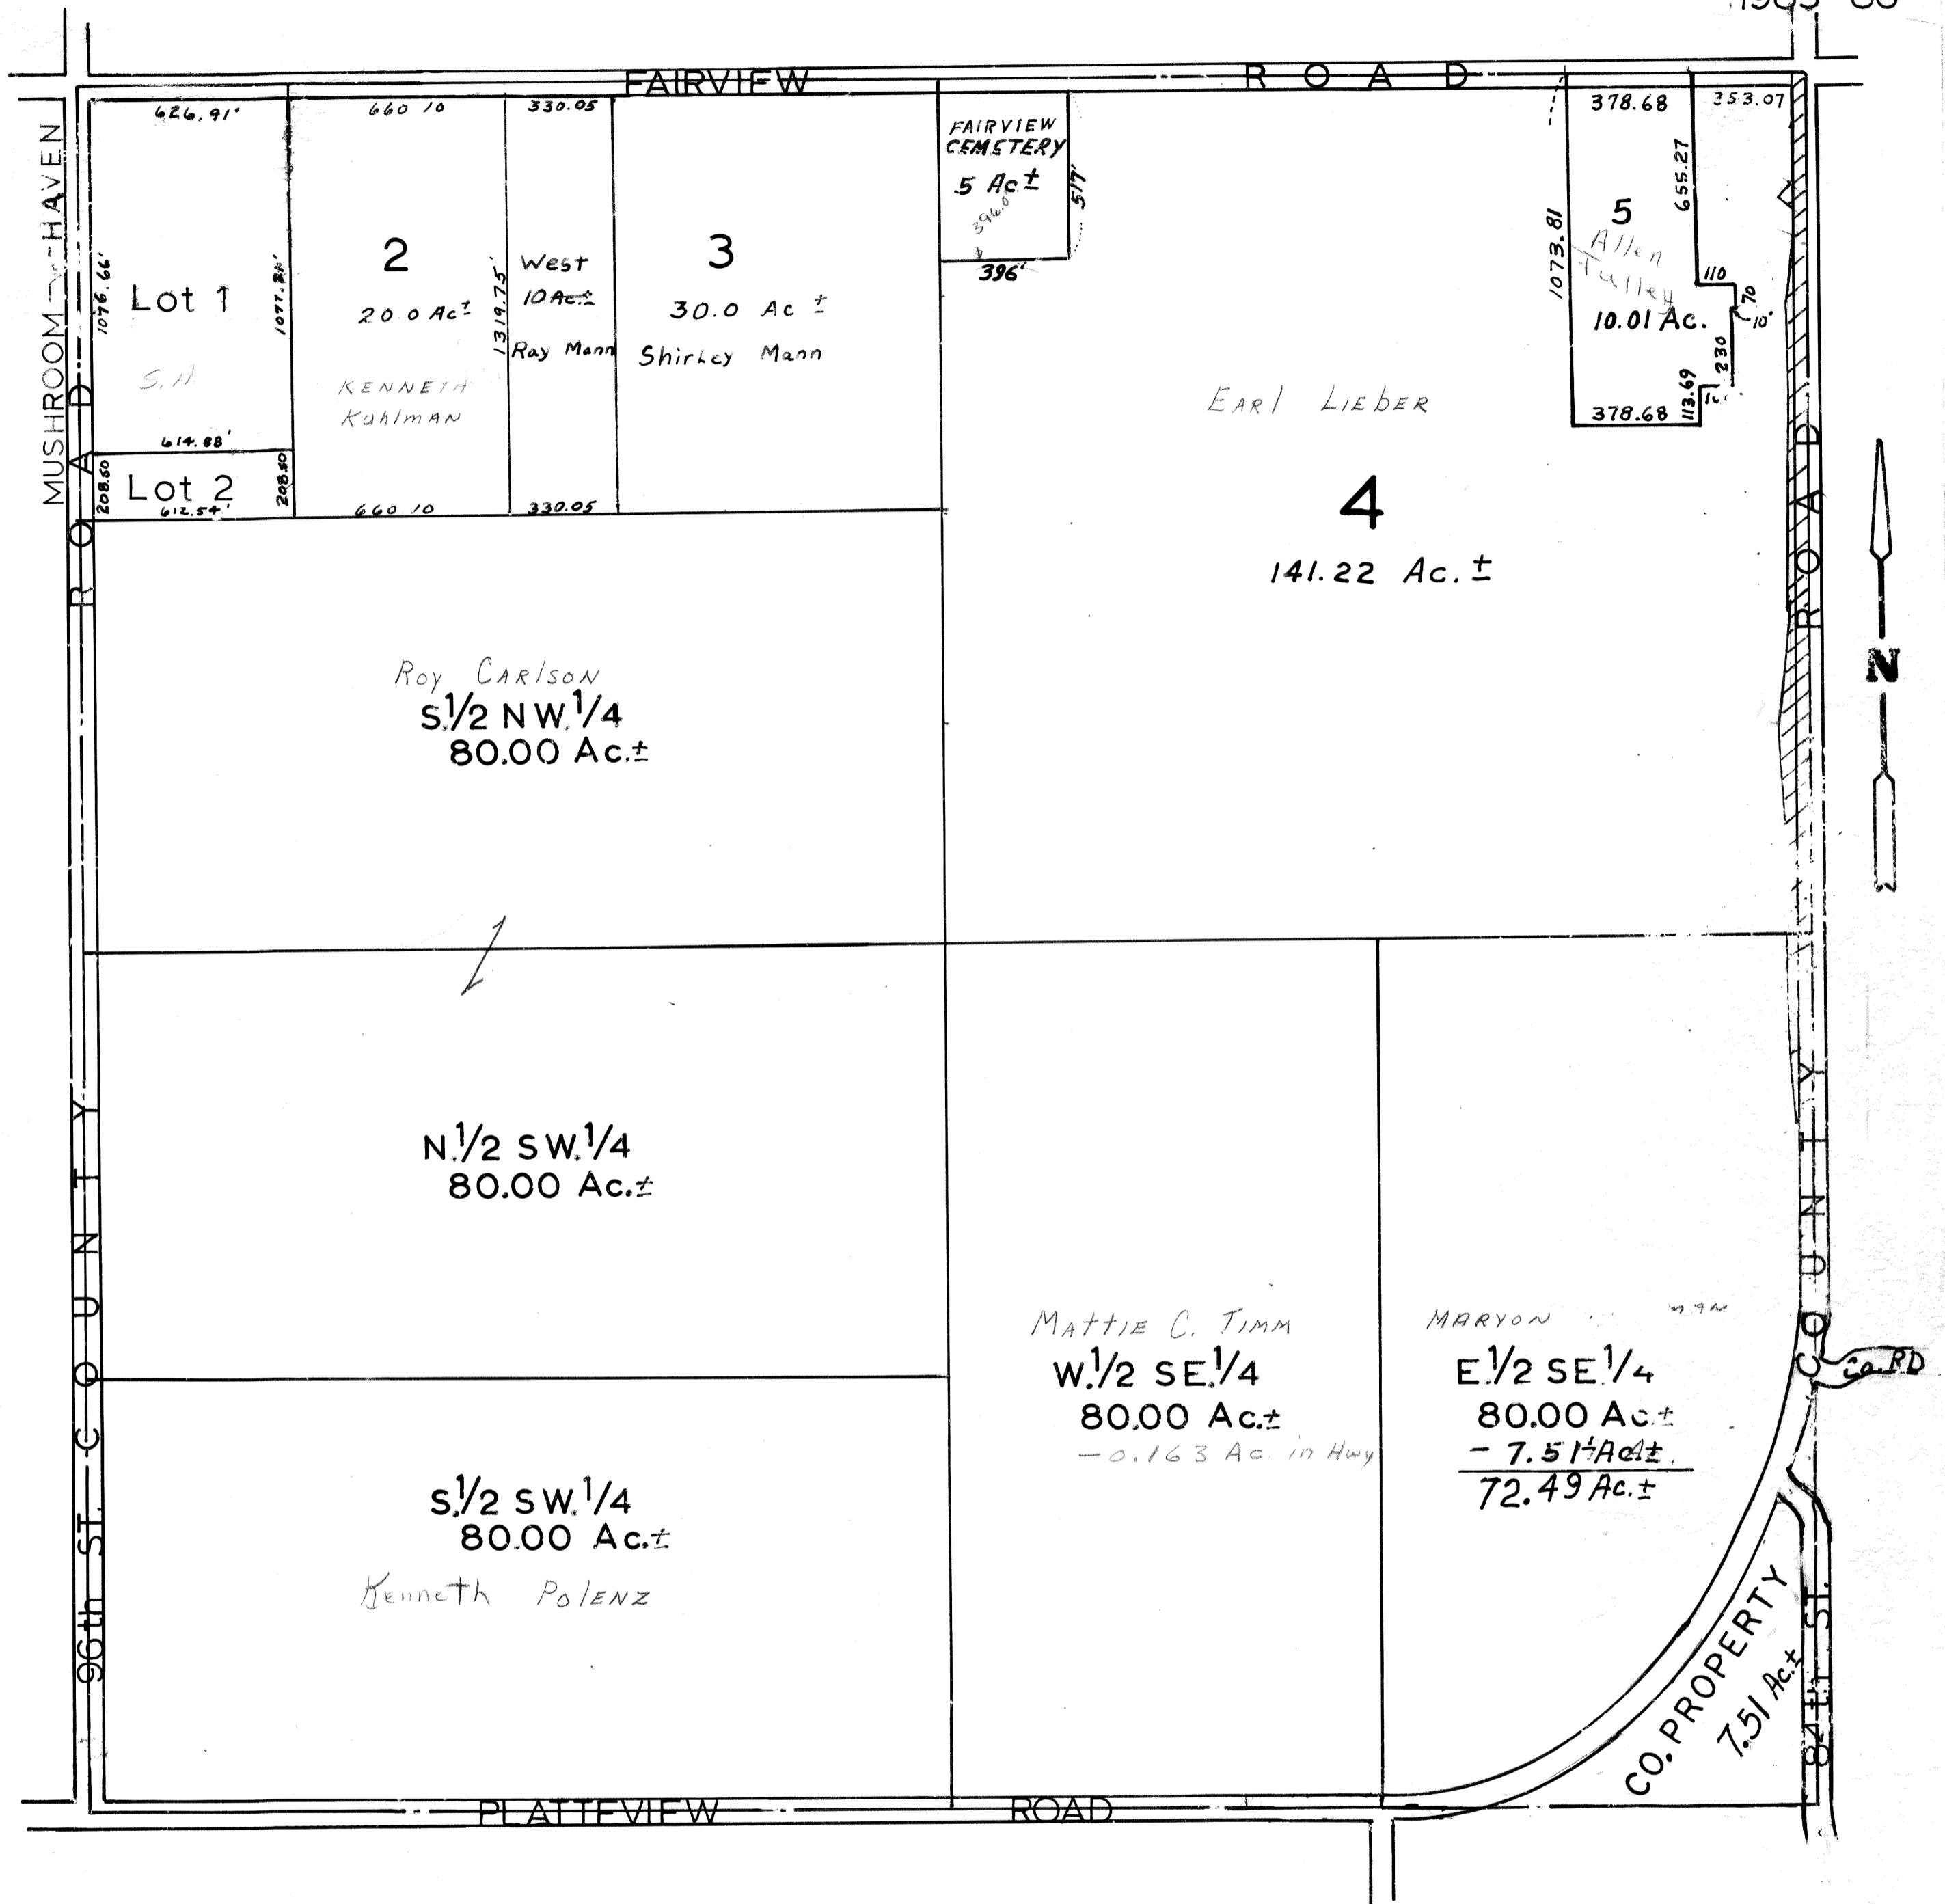 FAIRVIEW ROAD
MUSHROOM HAVEN
626.91'
660 10
330.05
378.68
353.07
FAIRVIEW
CEMETERY
5 Ac.±
396.0
517'
396'
1076.66'
Lot 1
S.H.
614.88'
208.50
Lot 2
208.50
612.54'
2
20.0 Ac±
KENNETH
Kuhlman
1319.75'
660 10
West
10 Ac.±
Ray Mann
330.05
3
30.0 Ac ±
Shirley Mann
EARl LIEbER
4
141.22 Ac.±
1073.81
655.27
5
Allen
Tulley
10.01 Ac.
110
70
10'
230
113.69
378.68
COUNTY ROAD
COUNTY ROAD
N
Roy CARlSON
S.1/2 NW.1/4
80.00 Ac.±
N.1/2 SW.1/4
80.00 Ac.±
S.1/2 SW.1/4
80.00 Ac.±
Kenneth POlENZ
MAttIE C. TIMM
W.1/2 SE.1/4
80.00 Ac.±
-0.163 Ac. in Hwy
MARYON
E.1/2 SE.1/4
80.00 Ac.±
- 7.51 Ac.±
72.49 Ac.±
Co. RD
CO. PROPERTY
7.51 Ac.±
96th ST.
84TH ST.
PLATTEVIEW ROAD